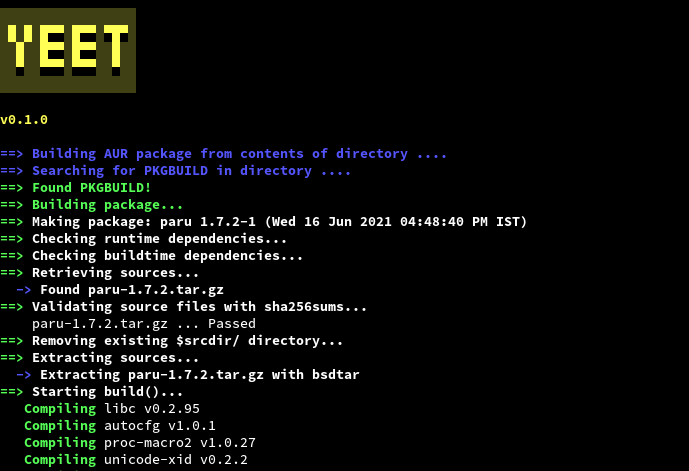 YEET
v0.1.0
==> Building AUR package from contents of directory ....
==> Searching for PKGBUILD in directory ....
==> Found PKGBUILD!
==> Building package...
==> Making package: paru 1.7.2-1 (Wed 16 Jun 2021 04:48:40 PM IST)
==> Checking runtime dependencies...
==> Checking buildtime dependencies...
==> Retrieving sources...
  -> Found paru-1.7.2.tar.gz
==> Validating source files with sha256sums...
    paru-1.7.2.tar.gz ... Passed
==> Removing existing $srcdir/ directory...
==> Extracting sources...
  -> Extracting paru-1.7.2.tar.gz with bsdtar
==> Starting build()...
   Compiling libc v0.2.95
   Compiling autocfg v1.0.1
   Compiling proc-macro2 v1.0.27
   Compiling unicode-xid v0.2.2